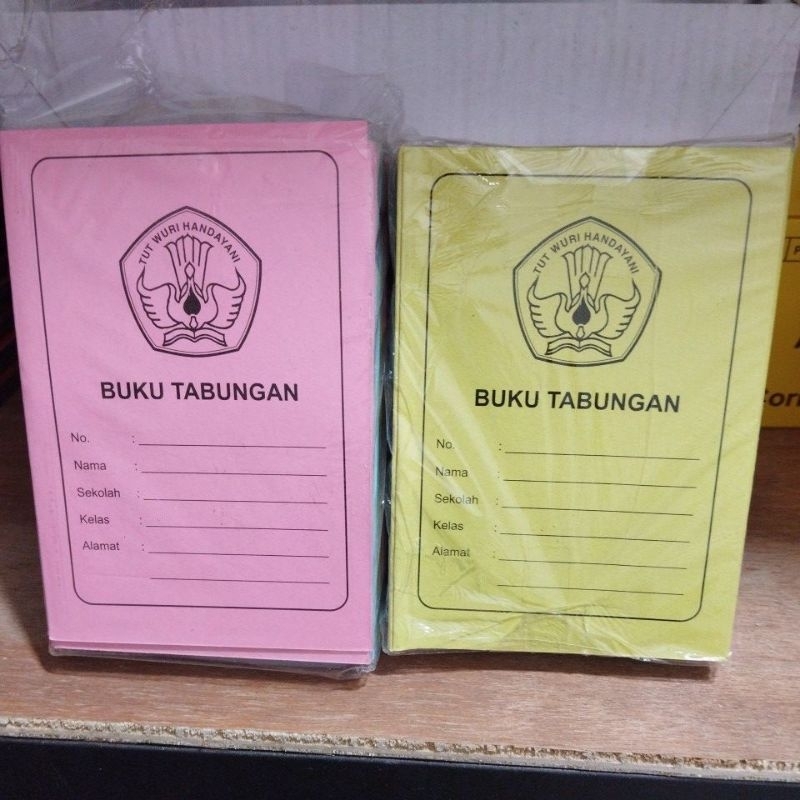 TUT WURI HANDAYANI
BUKU TABUNGAN
No. :
Nama :
Sekolah :
Kelas :
Alamat :
TUT WURI HANDAYANI
BUKU TABUNGAN
No. :
Nama :
Sekolah :
Kelas :
Alamat :